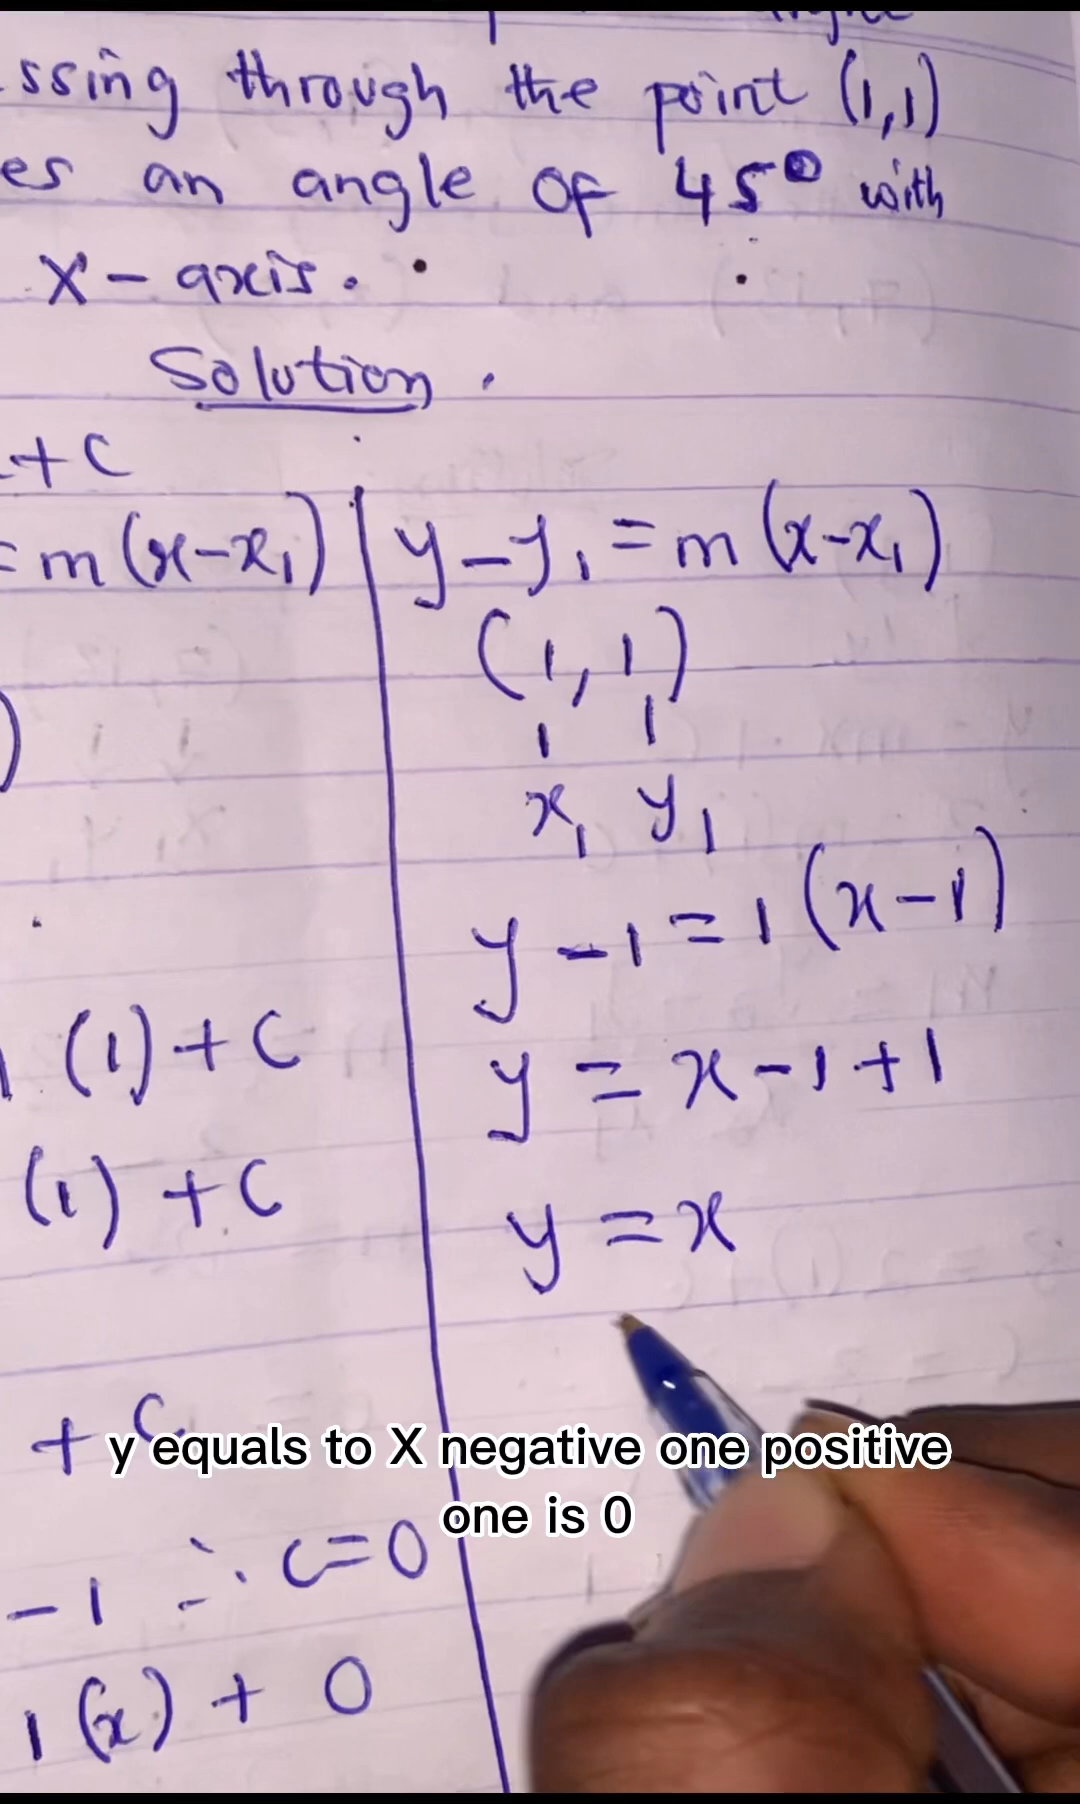 ssing through the point (1,1)
es an angle of 45° with
X - axis.
Solution.
+ C
= m(x-x₁)
)
(1) + C
(1) + C
+ C
-1 ∴ c=0
1(x) + 0
y - y₁ = m(x-x₁)
(1, 1)
x₁ y₁
y - 1 = 1(x-1)
y = x - 1 + 1
y = x
y equals to X negative one positive
one is 0